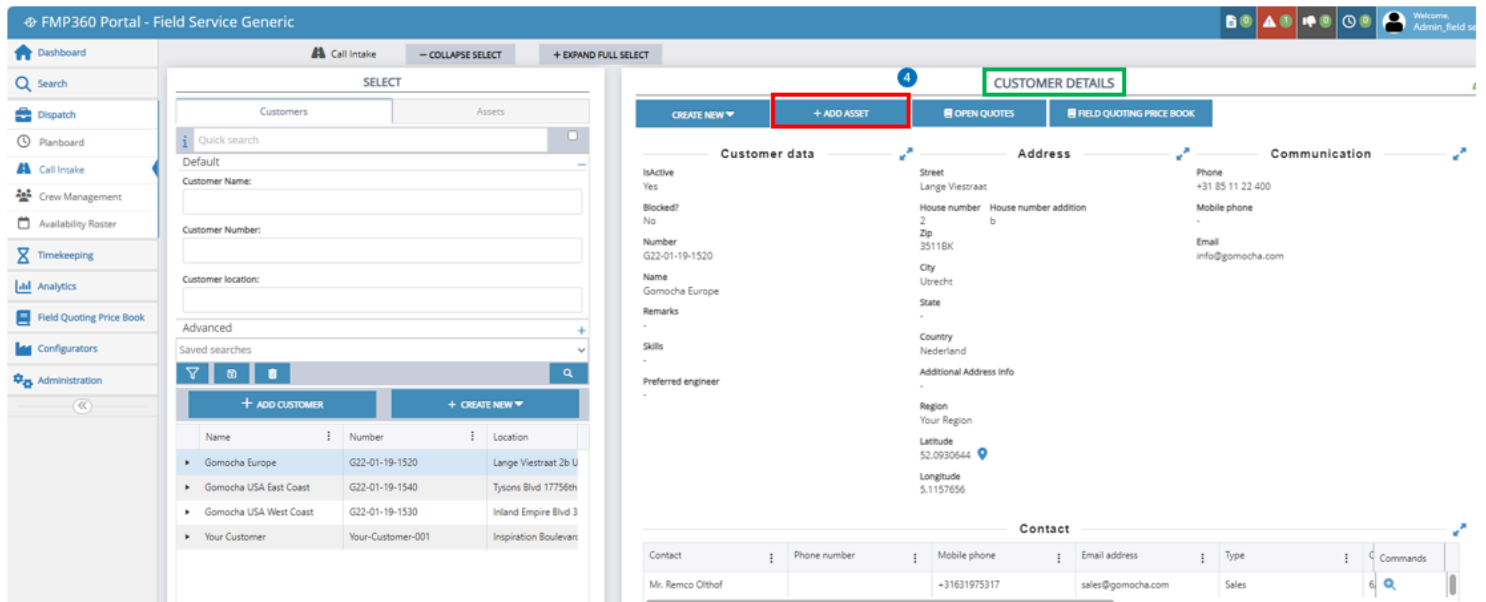 FMP360 Portal - Field Service Generic
0 1 0 0 Welcome,
Admin_field se
Dashboard
Search
Dispatch
Planboard
Call Intake
Crew Management
Availability Roster
Timekeeping
Analytics
Field Quoting Price Book
Configurators
Administration
Call Intake
− COLLAPSE SELECT
+ EXPAND FULL SELECT
SELECT
Customers Assets
i Quick search
Default −
Customer Name:
Customer Number:
Customer location:
Advanced +
Saved searches
+ ADD CUSTOMER + CREATE NEW
Name Number Location
Gomocha Europe G22-01-19-1520 Lange Viestraat 2b U
Gomocha USA East Coast G22-01-19-1540 Tysons Blvd 17756th
Gomocha USA West Coast G22-01-19-1530 Inland Empire Blvd 3
Your Customer Your-Customer-001 Inspiration Boulevard
4 CUSTOMER DETAILS
CREATE NEW + ADD ASSET OPEN QUOTES FIELD QUOTING PRICE BOOK
Customer data
IsActive
Yes
Blocked?
No
Number
G22-01-19-1520
Name
Gomocha Europe
Remarks
-
Skills
-
Preferred engineer
-
Address
Street
Lange Viestraat
House number House number addition
2 b
Zip
3511BK
City
Utrecht
State
-
Country
Nederland
Additional Address Info
-
Region
Your Region
Latitude
52.0930644
Longitude
5.1157656
Communication
Phone
+31 85 11 22 400
Mobile phone
-
Email
info@gomocha.com
Contact
Contact Phone number Mobile phone Email address Type C Commands
Mr. Remco Olthof +31631975317 sales@gomocha.com Sales 6,